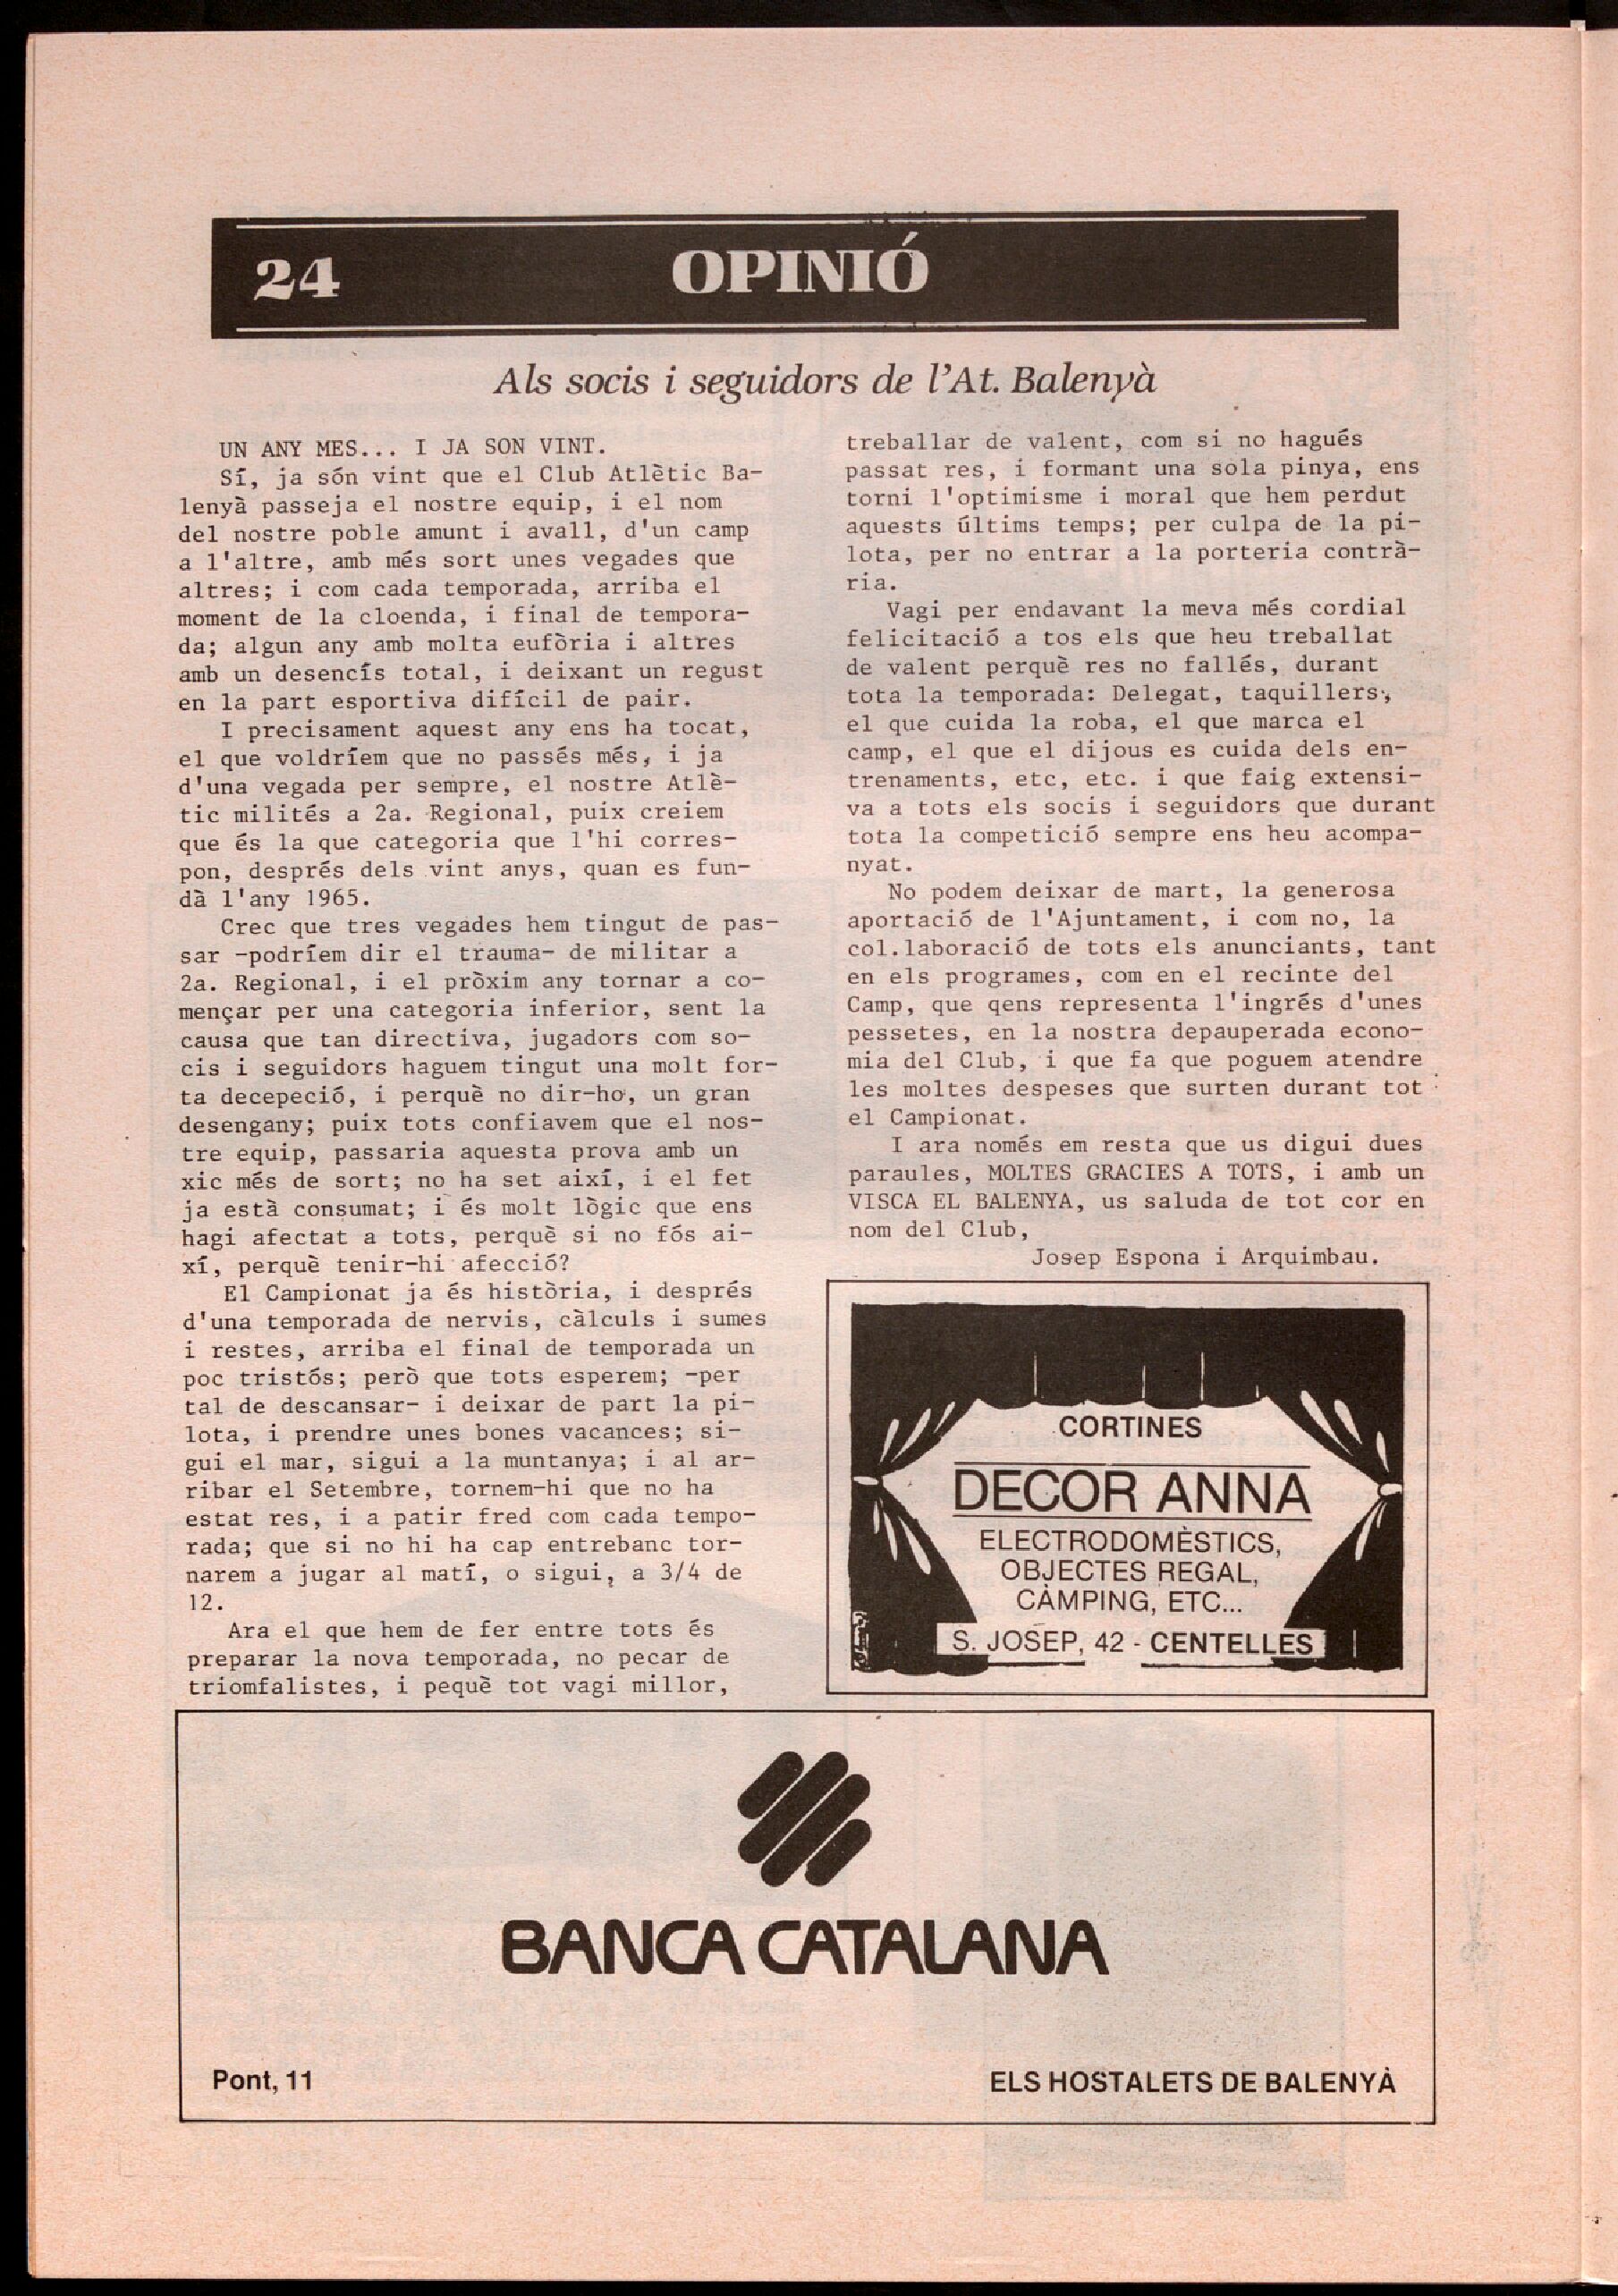 24
OPINIÓ
Als socis i seguidors de l'At. Balenyà
UN ANY MES... I JA SON VINT.
Sí, ja són vint que el Club Atlètic Ba-
lenyà passeja el nostre equip, i el nom
del nostre poble amunt i avall, d'un camp
a l'altre, amb més sort unes vegades que
altres; i com cada temporada, arriba el
moment de la cloenda, i final de tempora-
da; algun any amb molta eufòria i altres
amb un desencís total, i deixant un regust
en la part esportiva difícil de pair.
I precisament aquest any ens ha tocat,
el que voldríem que no passés més, i ja
d'una vegada per sempre, el nostre Atlè-
tic milités a 2a. Regional, puix creiem
que és la que categoria que l'hi corres-
pon, després dels vint anys, quan es fun-
dà l'any 1965.
Crec que tres vegades hem tingut de pas-
sar -podríem dir el trauma- de militar a
2a. Regional, i el pròxim any tornar a co-
mençar per una categoria inferior, sent la
causa que tan directiva, jugadors com so-
cis i seguidors haguem tingut una molt for-
ta decepeció, i perquè no dir-ho, un gran
desengany; puix tots confiavem que el nos-
tre equip, passaria aquesta prova amb un
xic més de sort; no ha set així, i el fet
ja està consumat; i és molt lògic que ens
hagi afectat a tots, perquè si no fós ai-
xí, perquè tenir-hi afecció?
El Campionat ja és història, i després
d'una temporada de nervis, càlculs i sumes
i restes, arriba el final de temporada un
poc tristós; però que tots esperem; -per
tal de descansar- i deixar de part la pi-
lota, i prendre unes bones vacances; si-
gui el mar, sigui a la muntanya; i al ar-
ribar el Setembre, tornem-hi que no ha
estat res, i a patir fred com cada tempo-
rada; que si no hi ha cap entrebanc tor-
narem a jugar al matí, o sigui, a 3/4 de
12.
Ara el que hem de fer entre tots és
preparar la nova temporada, no pecar de
triomfalistes, i pequè tot vagi millor,
treballar de valent, com si no hagués
passat res, i formant una sola pinya, ens
torni l'optimisme i moral que hem perdut
aquests últims temps; per culpa de la pi-
lota, per no entrar a la porteria contrà-
ria.
Vagi per endavant la meva més cordial
felicitació a tos els que heu treballat
de valent perquè res no fallés, durant
tota la temporada: Delegat, taquillers,
el que cuida la roba, el que marca el
camp, el que el dijous es cuida dels en-
trenaments, etc, etc. i que faig extensi-
va a tots els socis i seguidors que durant
tota la competició sempre ens heu acompa-
nyat.
No podem deixar de mart, la generosa
aportació de l'Ajuntament, i com no, la
col.laboració de tots els anunciants, tant
en els programes, com en el recinte del
Camp, que qens representa l'ingrés d'unes
pessetes, en la nostra depauperada econo-
mia del Club, i que fa que poguem atendre
les moltes despeses que surten durant tot
el Campionat.
I ara només em resta que us digui dues
paraules, MOLTES GRACIES A TOTS, i amb un
VISCA EL BALENYA, us saluda de tot cor en
nom del Club,
Josep Espona i Arquimbau.
CORTINES
DECOR ANNA
ELECTRODOMÈSTICS,
OBJECTES REGAL,
CÀMPING, ETC...
S. JOSEP, 42 - CENTELLES
BANCA CATALANA
Pont, 11
ELS HOSTALETS DE BALENYÀ